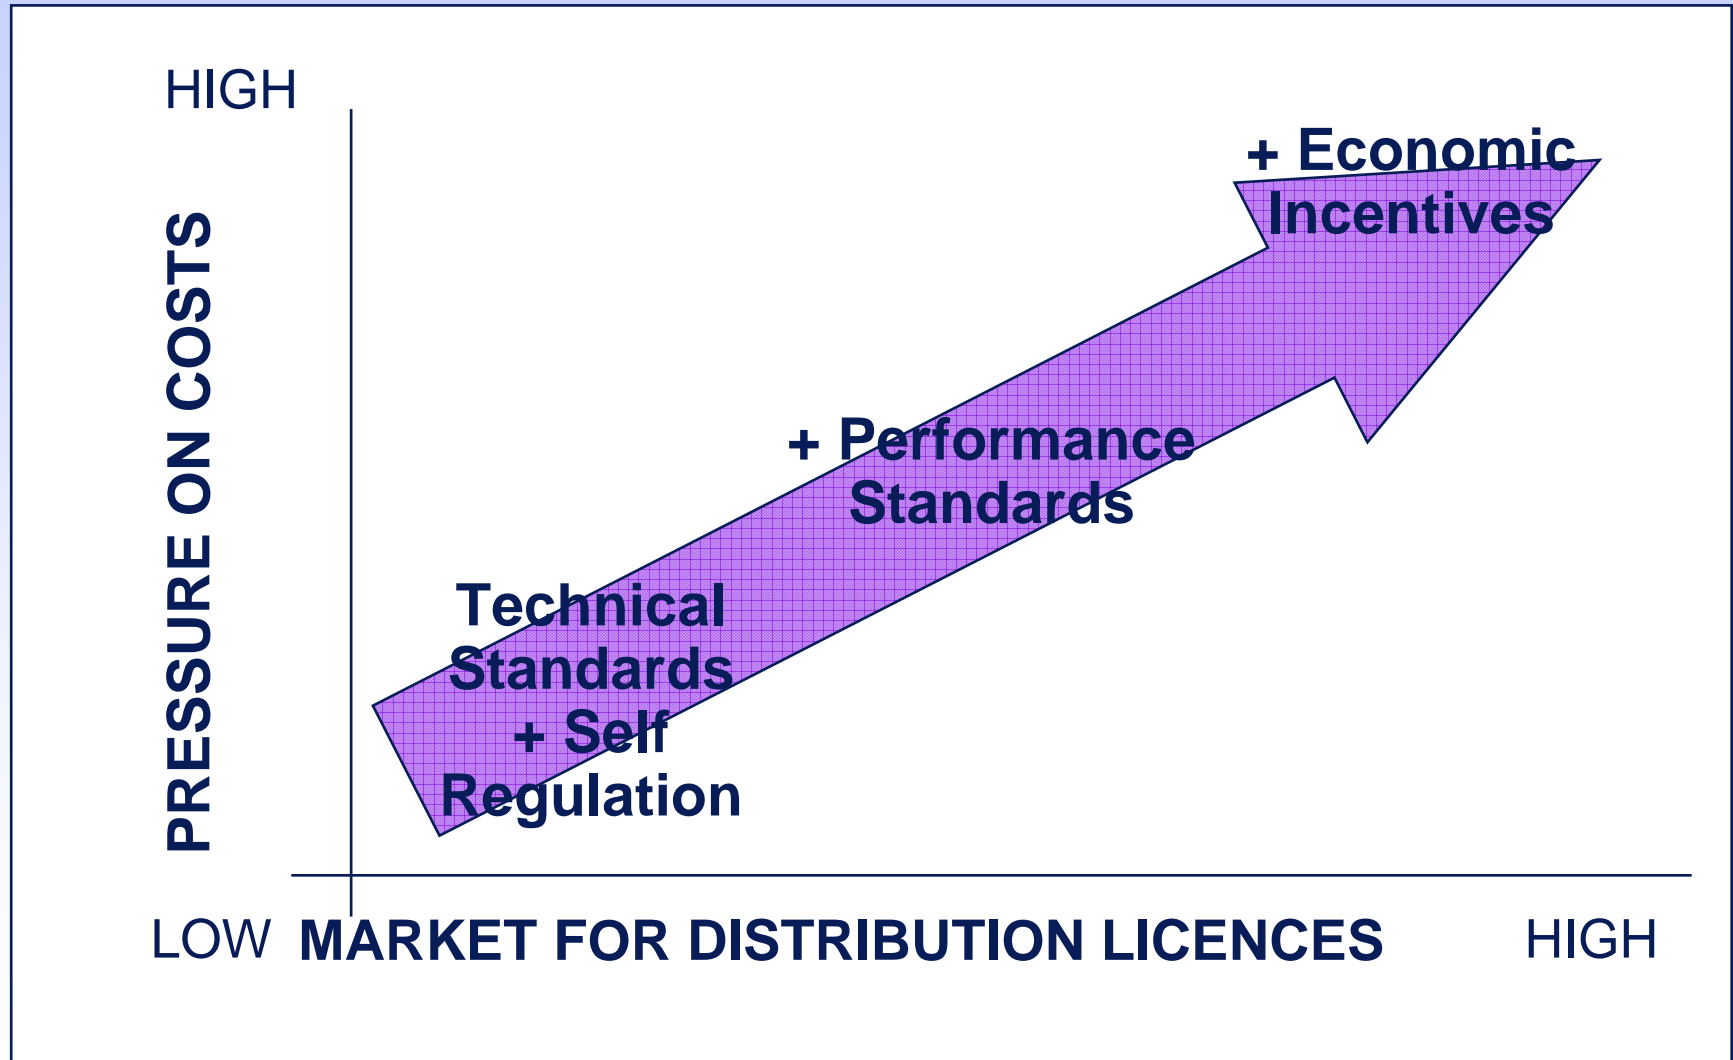 HIGH
PRESSURE ON COSTS
+ Economic
Incentives
+ Performance
Standards
Technical
Standards
+ Self
Regulation
LOW MARKET FOR DISTRIBUTION LICENCES HIGH